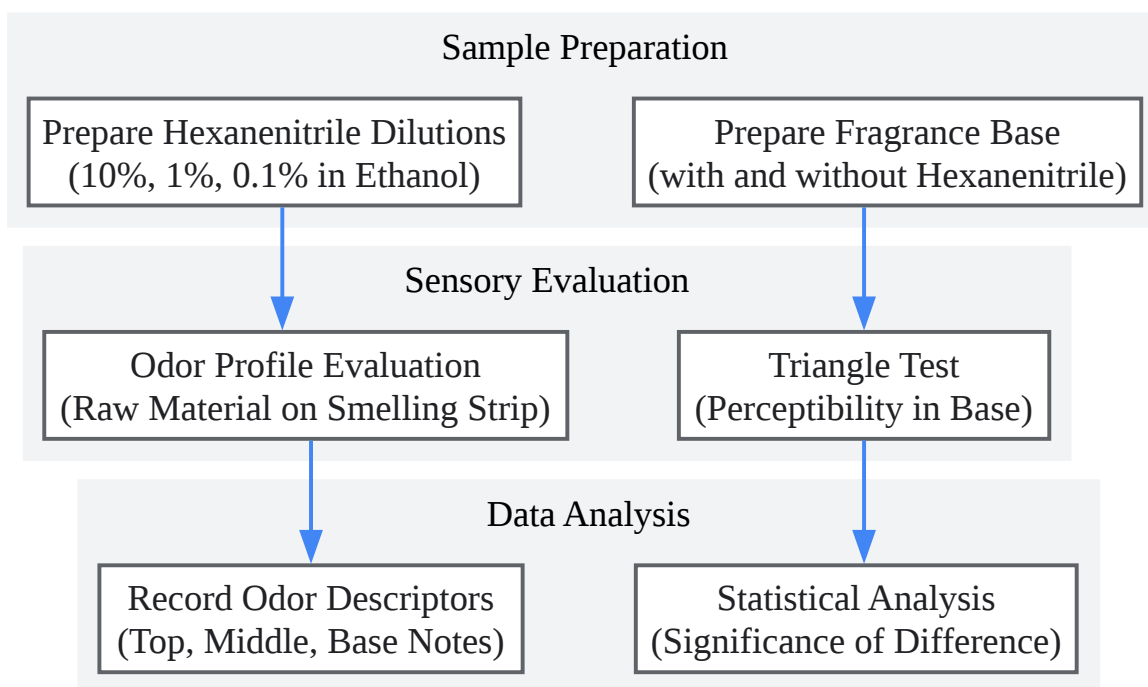 Sample Preparation
Prepare Hexanenitrile Dilutions
(10%, 1%, 0.1% in Ethanol)
Prepare Fragrance Base
(with and without Hexanenitrile)
Sensory Evaluation
Odor Profile Evaluation
(Raw Material on Smelling Strip)
Triangle Test
(Perceptibility in Base)
Data Analysis
Record Odor Descriptors
(Top, Middle, Base Notes)
Statistical Analysis
(Significance of Difference)